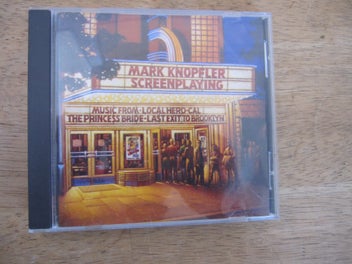 MARK KNOPFLER
SCREENPLAYING
MUSIC FROM·LOCAL HERO·CAL
THE PRINCESS BRIDE·LAST EXIT TO BROOKLYN